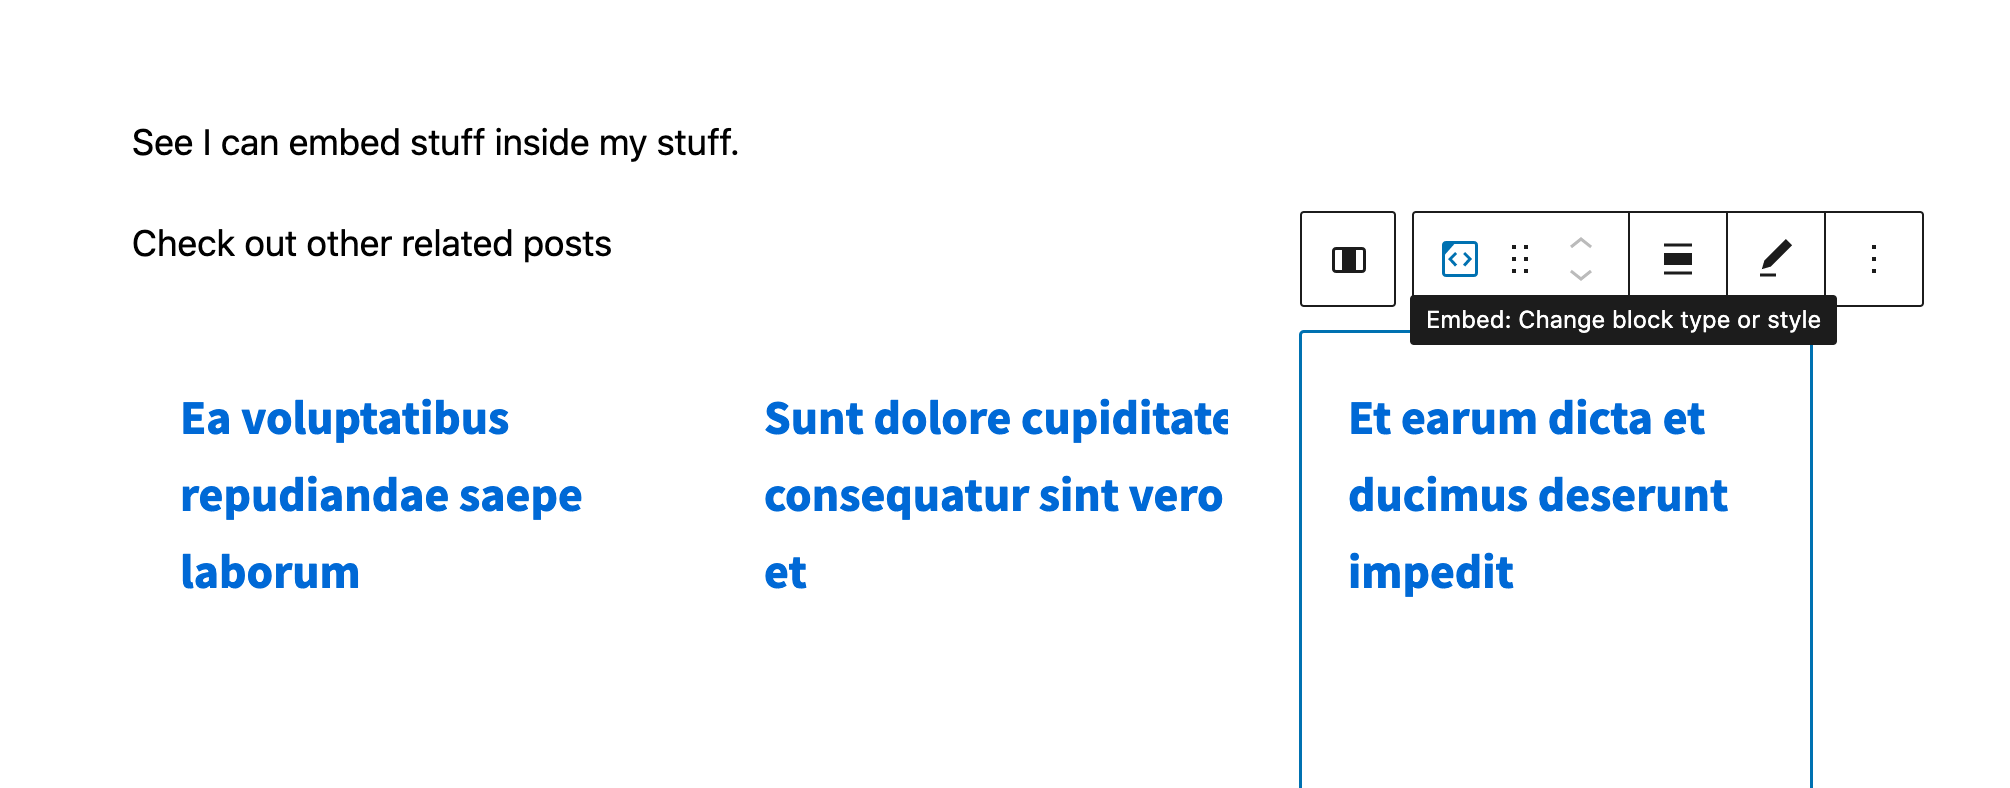 See I can embed stuff inside my stuff.
Check out other related posts
Embed: Change block type or style
Ea voluptatibus
repudiandae saepe
laborum
Sunt dolore cupiditate
consequatur sint vero
et
Et earum dicta et
ducimus deserunt
impedit